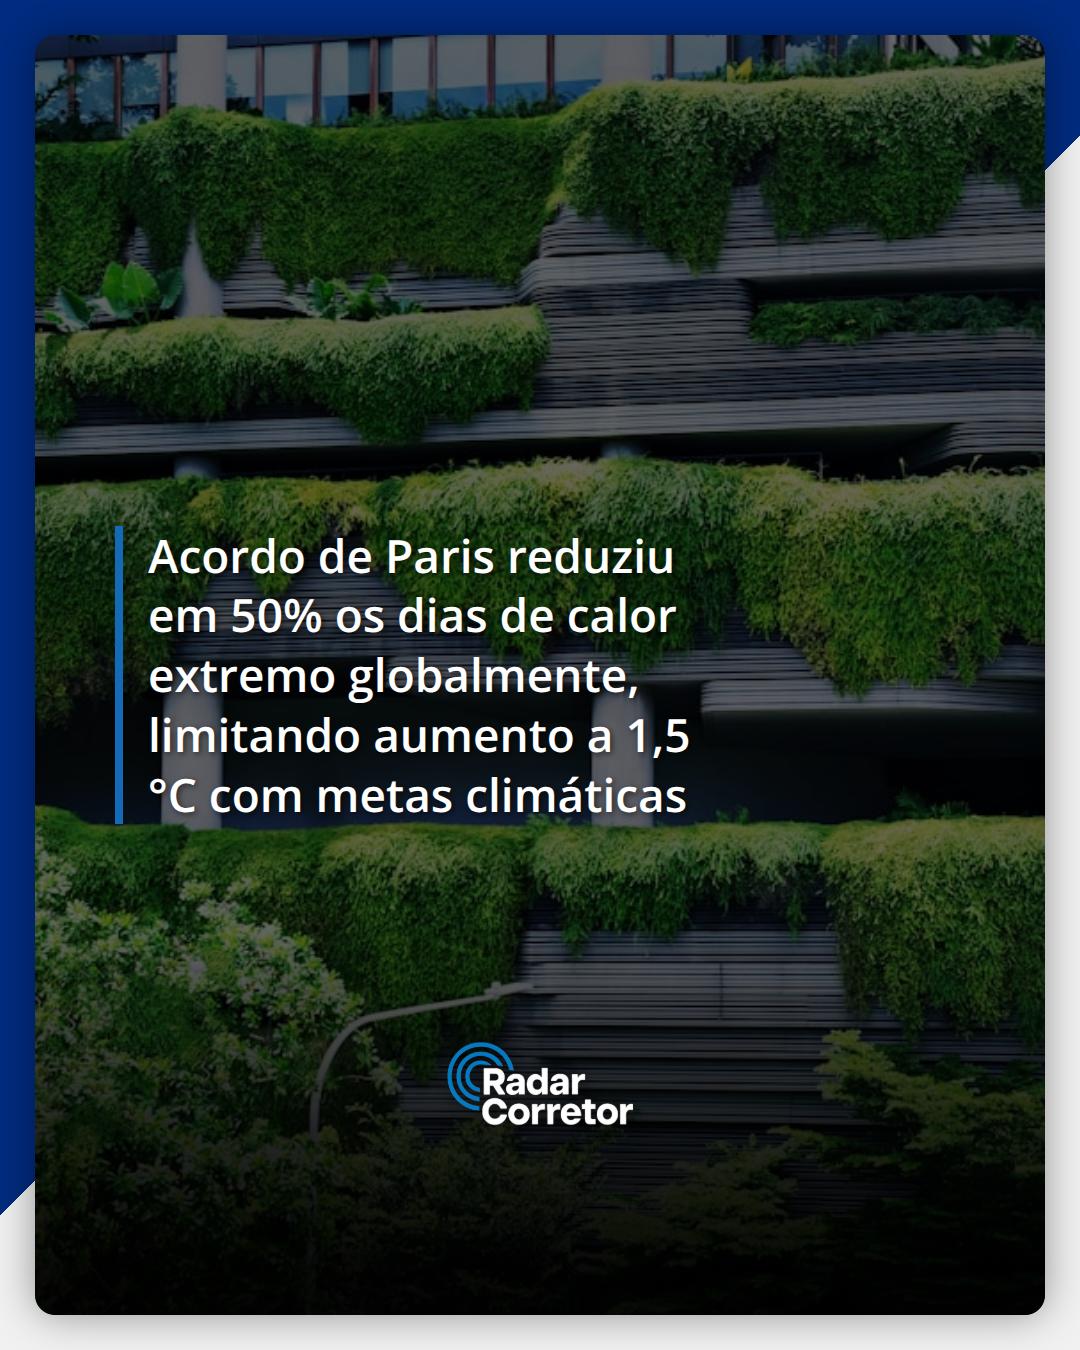 Acordo de Paris reduziu
em 50% os dias de calor
extremo globalmente,
limitando aumento a 1,5
°C com metas climáticas
Radar
Corretor